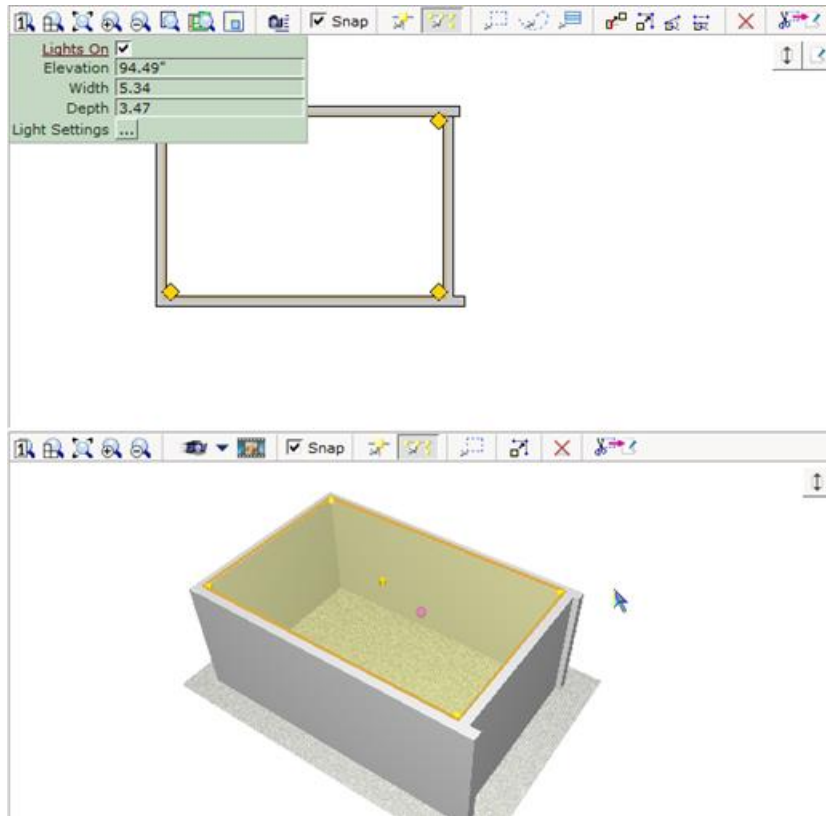 Snap
Lights On
Elevation 94.49"
Width 5.34
Depth 3.47
Light Settings ...
Snap